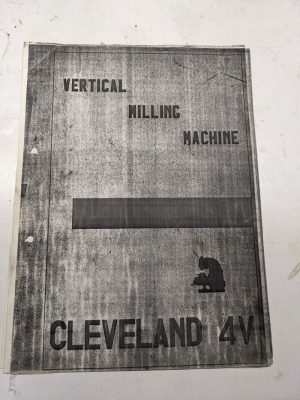 VERTICAL
MILLING
MACHINE
CLEVELAND 4V